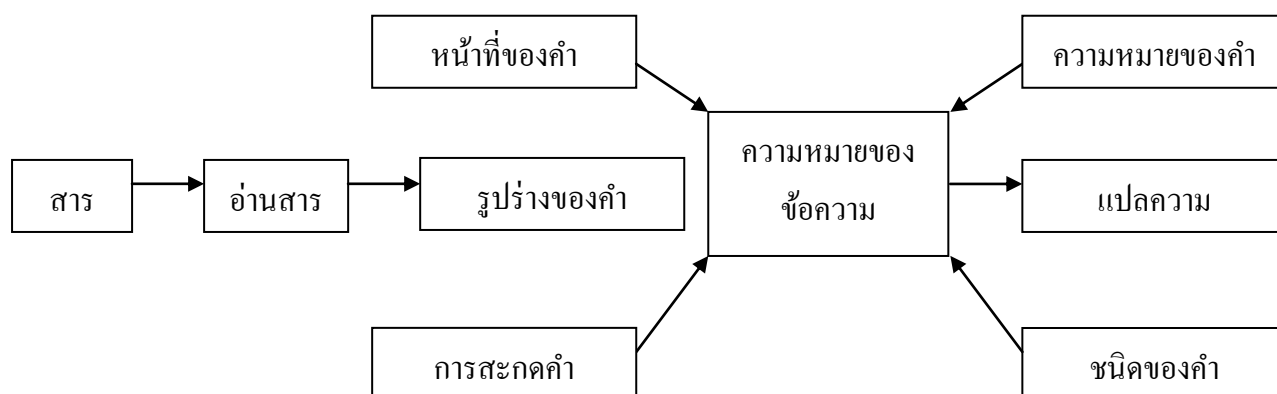 หน้าที่ของคำ
ความหมายของคำ
สาร
อ่านสาร
รูปร่างของคำ
ความหมายของ
ข้อความ
แปลความ
การสะกดคำ
ชนิดของคำ